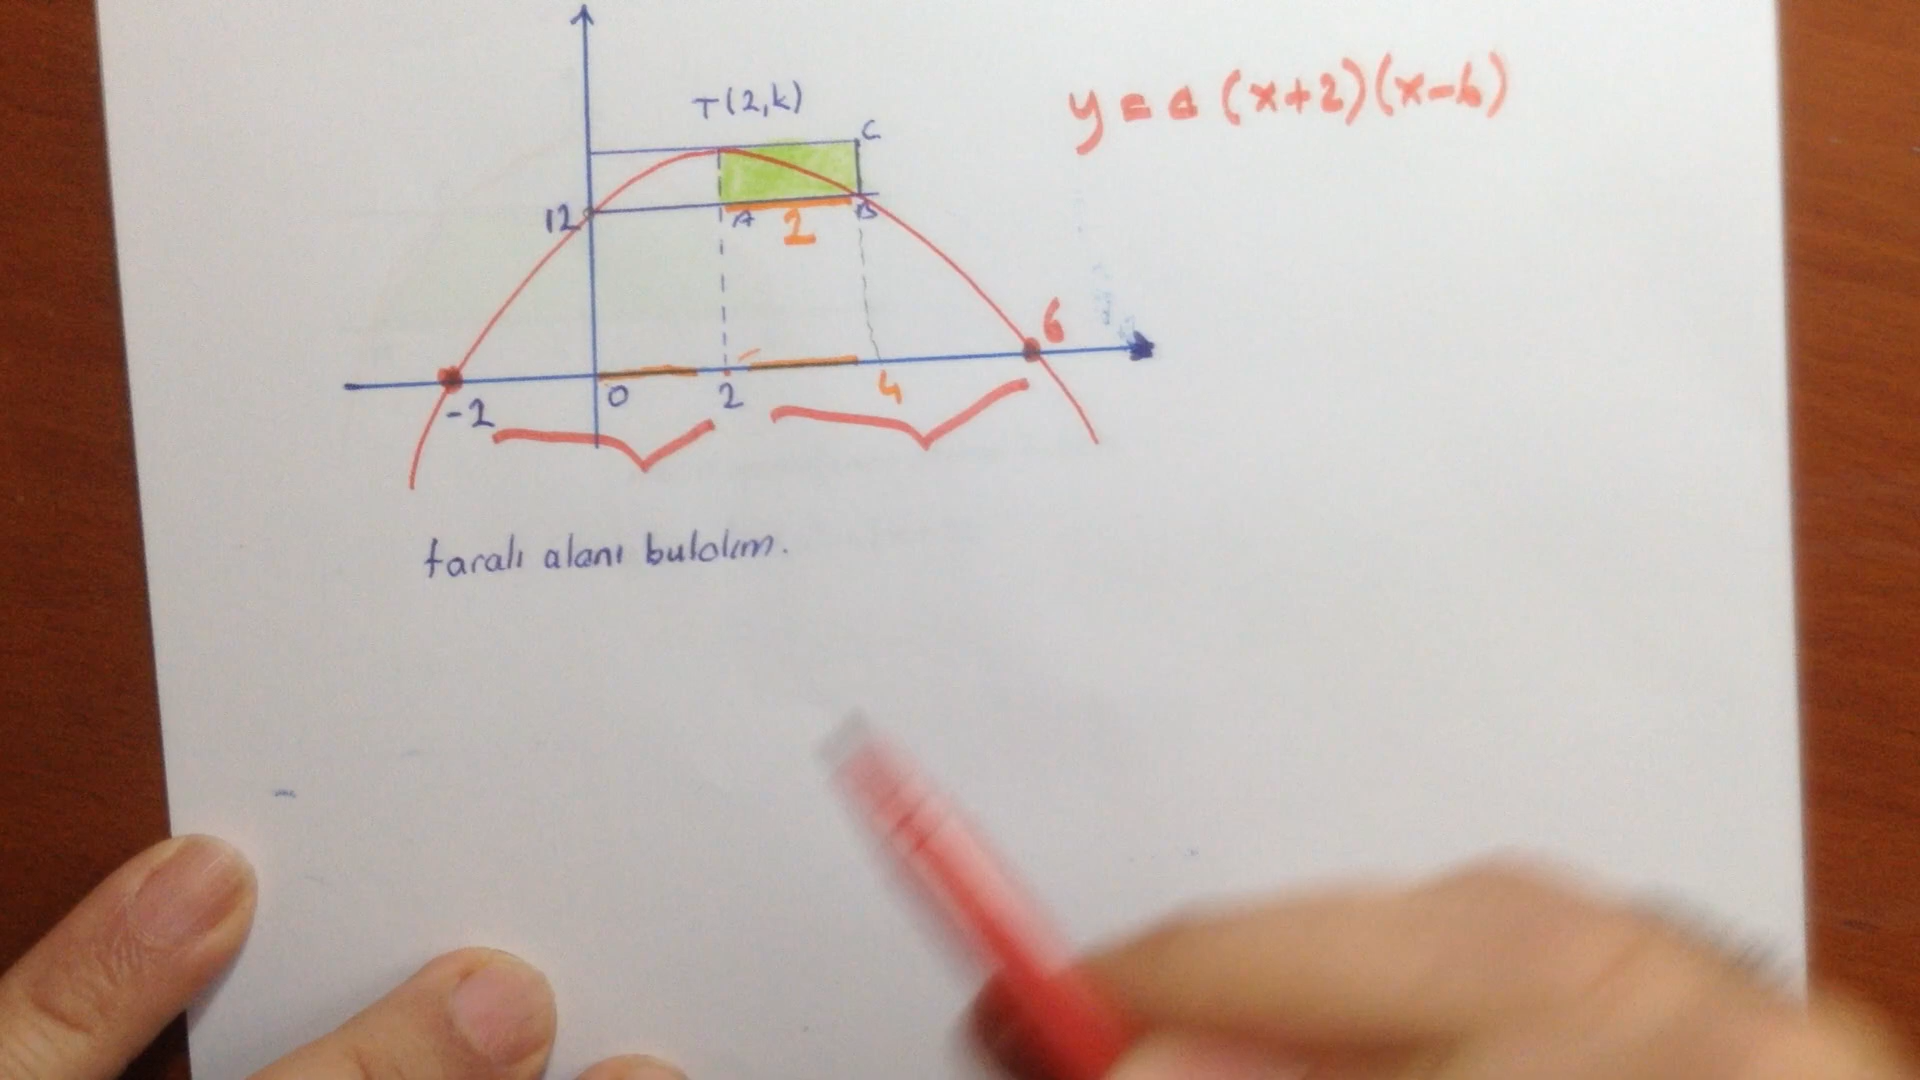 T(2,k)
y = a (x+2)(x-6)
C
12
A
2
B
6
-2
0
2
4
taralı alanı bulalım.